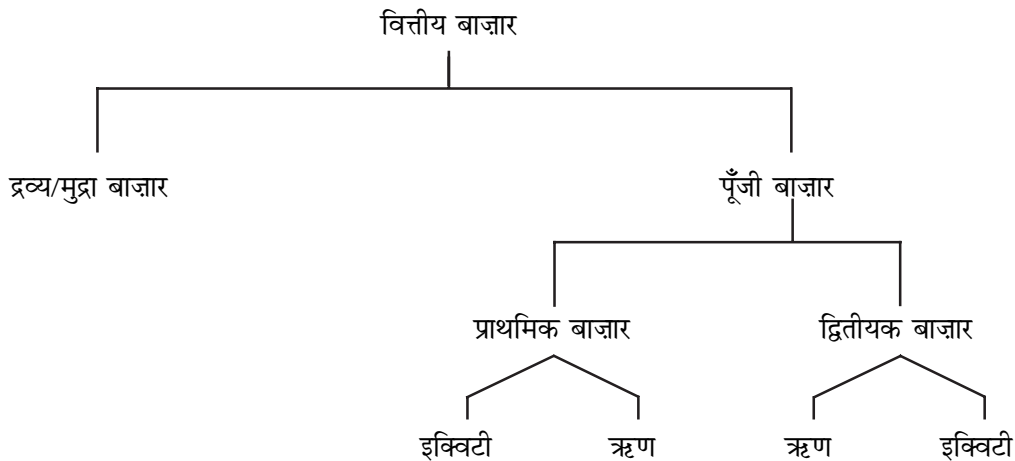 वित्तीय बाज़ार
द्रव्य/मुद्रा बाज़ार
पूँजी बाज़ार
प्राथमिक बाज़ार
द्वितीयक बाज़ार
इक्विटी
ऋण
ऋण
इक्विटी